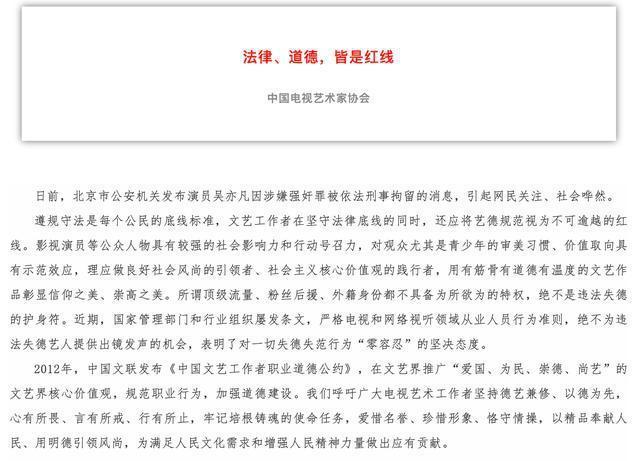 法律、道德，皆是红线
中国电视艺术家协会
日前，北京市公安机关发布演员吴亦凡因涉嫌强奸罪被依法刑事拘留的消息，引起网民关注、社会哗然。
遵规守法是每个公民的底线标准，文艺工作者在坚守法律底线的同时，还应将艺德规范视为不可逾越的红
线。影视演员等公众人物具有较强的社会影响力和行动号召力，对观众尤其是青少年的审美习惯、价值取向具
有示范效应，理应做良好社会风尚的引领者、社会主义核心价值观的践行者，用有筋骨有道德有温度的文艺作
品彰显信仰之美、崇高之美。所谓顶级流量、粉丝后援、外籍身份都不具备为所欲为的特权，绝不是违法失德
的护身符。近期，国家管理部门和行业组织屡发条文，严格电视和网络视听领域从业人员行为准则，绝不为违
法失德艺人提供出镜发声的机会，表明了对一切失德失范行为“零容忍”的坚决态度。
2012年，中国文联发布《中国文艺工作者职业道德公约》，在文艺界推广“爱国、为民、崇德、尚艺”的
文艺界核心价值观，规范职业行为，加强道德建设。我们呼吁广大电视艺术工作者坚持德艺兼修、以德为先，
心有所畏、言有所戒、行有所止，牢记培根铸魂的使命任务，爱惜名誉、珍惜形象、恪守情操，以精品奉献人
民、用明德引领风尚，为满足人民文化需求和增强人民精神力量做出应有贡献。